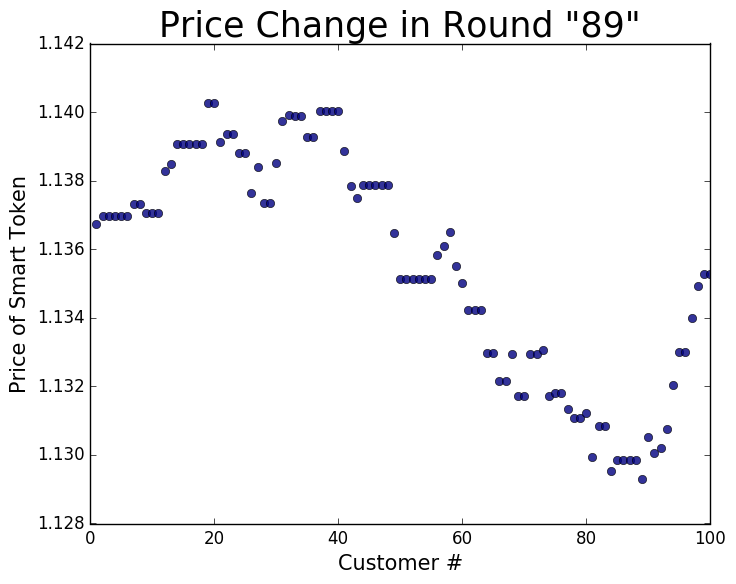 Price Change in Round "89"
1.142
1.140
1.138
1.136
1.134
1.132
1.130
1.128
Price of Smart Token
0 20 40 60 80 100
Customer #